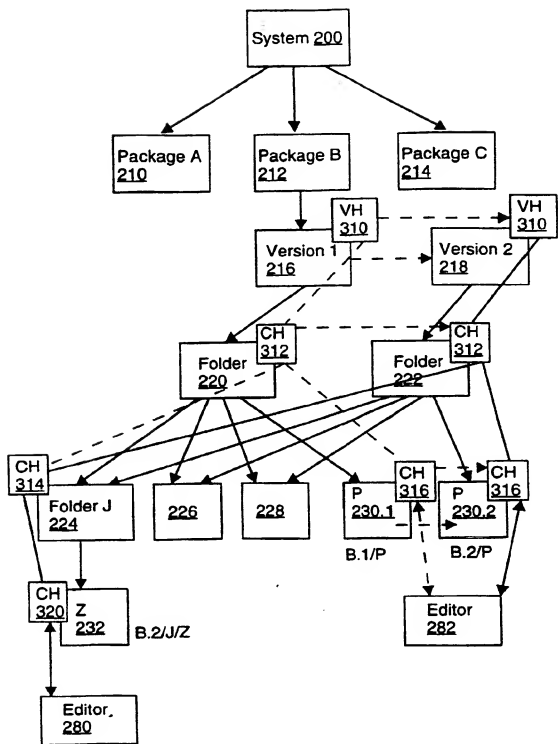 System 200
Package A
210
Package B
212
Package C
214
VH
310
VH
310
Version 1
216
Version 2
218
CH
312
CH
312
Folder
220
Folder
222
CH
314
CH
316
CH
316
Folder J
224
226
228
P
230.1
P
230.2
B.1/P
B.2/P
CH
320
Z
232
B.2/J/Z
Editor
282
Editor
280